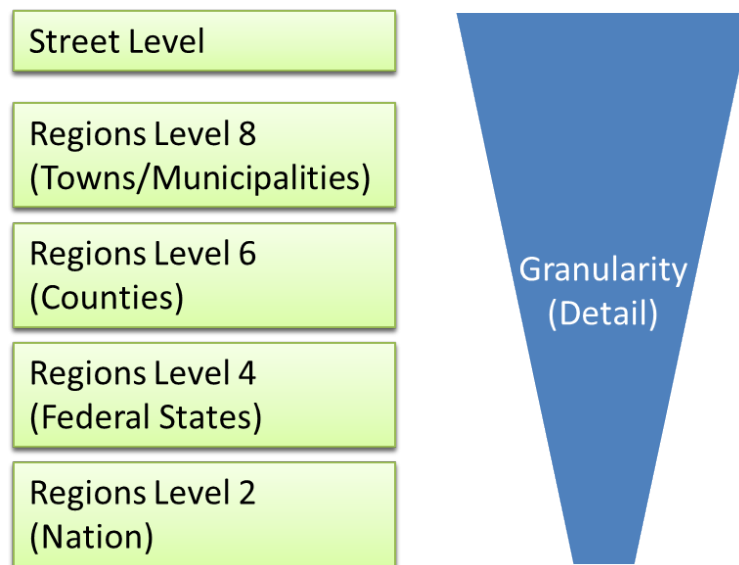 Street Level
Regions Level 8
(Towns/Municipalities)
Regions Level 6
(Counties)
Regions Level 4
(Federal States)
Regions Level 2
(Nation)
Granularity
(Detail)